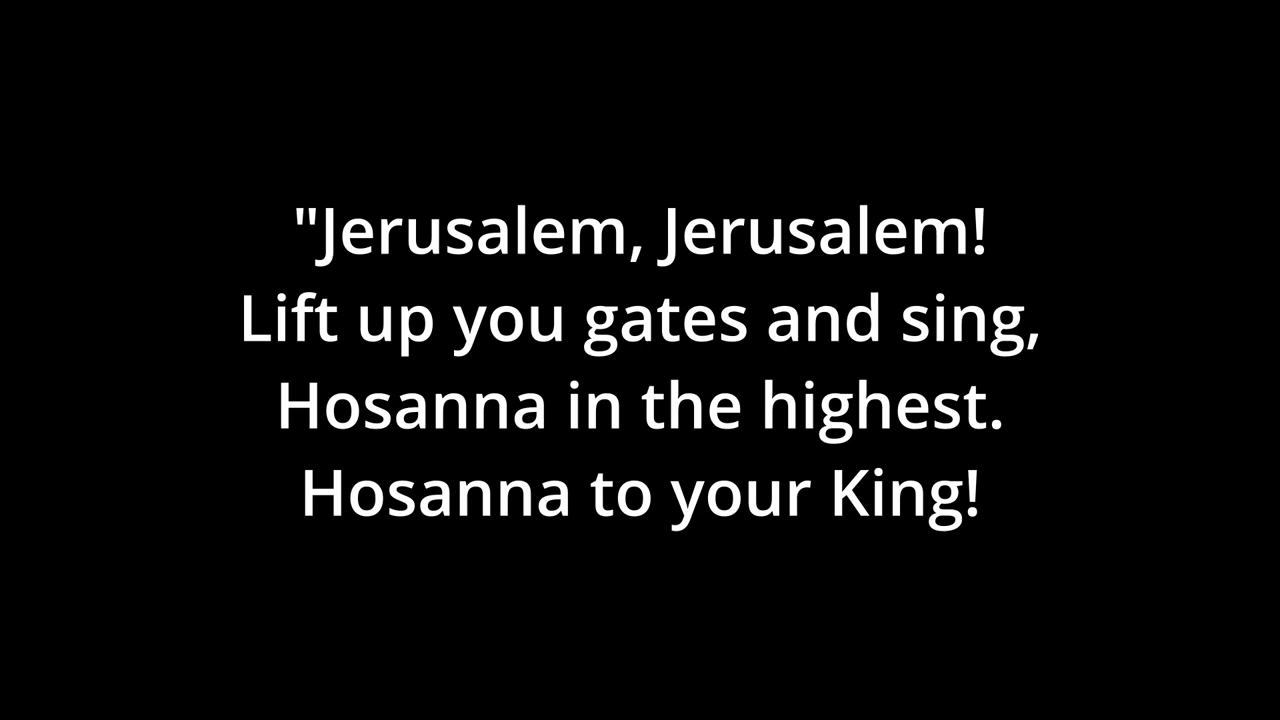 "Jerusalem, Jerusalem!
Lift up you gates and sing,
Hosanna in the highest.
Hosanna to your King!